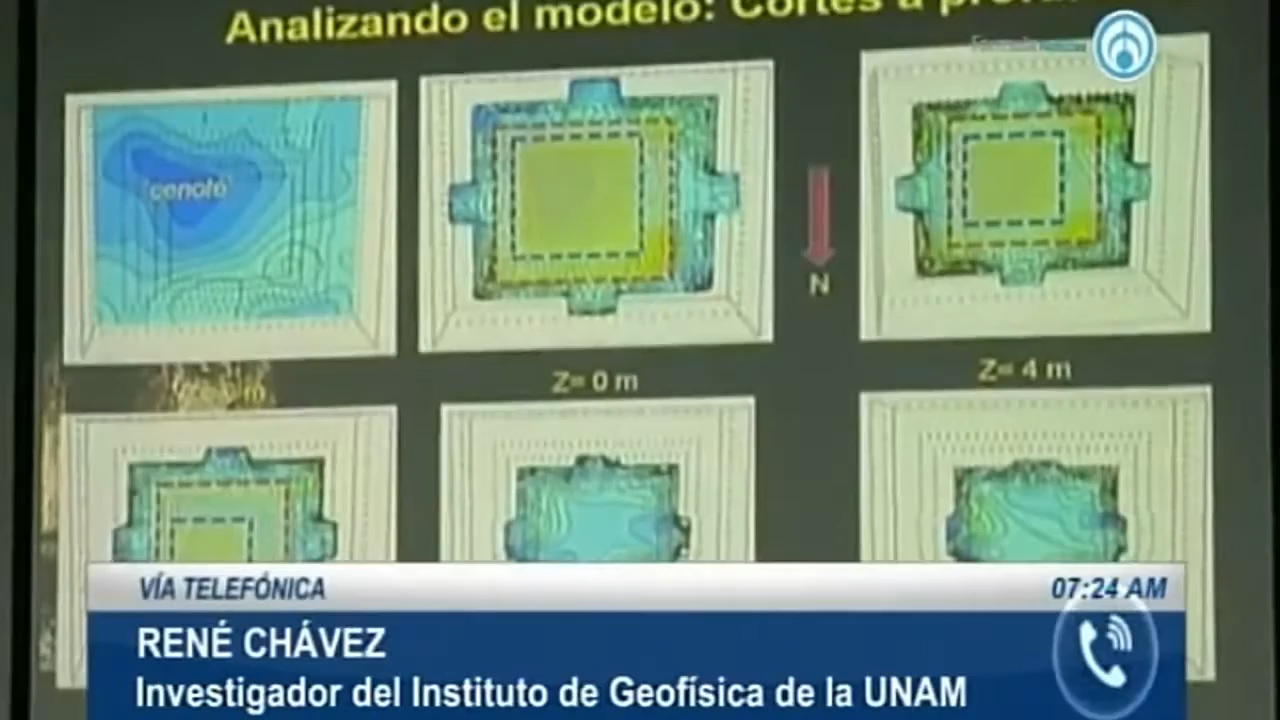 Analizando el modelo: Cortes a
cenote
N
Z= 0 m
Z= 4 m
VÍA TELEFÓNICA
07:24 AM
RENÉ CHÁVEZ
Investigador del Instituto de Geofísica de la UNAM